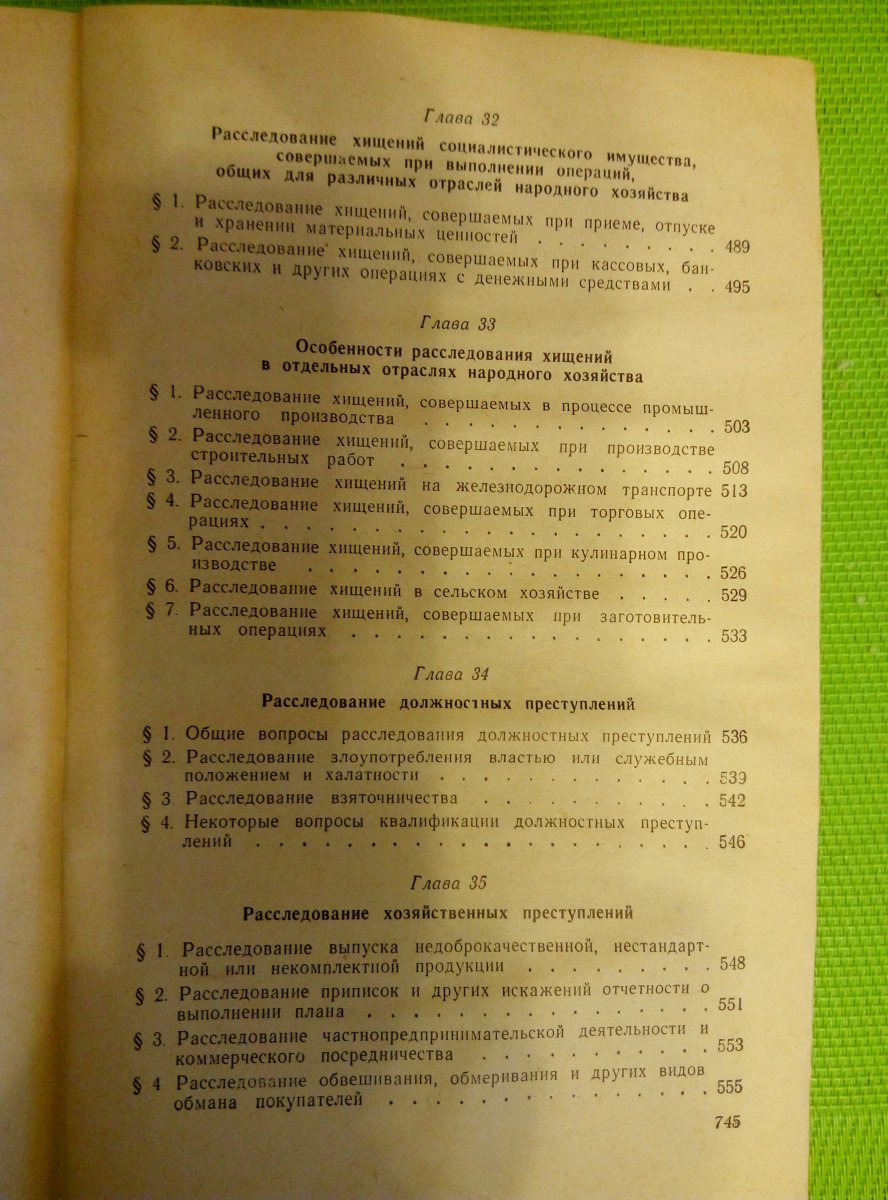 Глава 32
Расследование хищений социалистического имущества,
совершаемых при выполнении операций,
общих для различных отраслей народного хозяйства
§ 1. Расследование хищений, совершаемых при приеме, отпуске
и хранении материальных ценностей . . . . . . . . . 489
§ 2. Расследование хищений, совершаемых при кассовых, бан-
ковских и других операциях с денежными средствами . . 495
Глава 33
Особенности расследования хищений
в отдельных отраслях народного хозяйства
§ 1. Расследование хищений, совершаемых в процессе промыш-
ленного производства . . . . . . . . . . . . . 503
§ 2. Расследование хищений, совершаемых при производстве
строительных работ . . . . . . . . . . . . . . 508
§ 3. Расследование хищений на железнодорожном транспорте 513
§ 4. Расследование хищений, совершаемых при торговых опе-
рациях . . . . . . . . . . . . . . . . . . . . 520
§ 5. Расследование хищений, совершаемых при кулинарном про-
изводстве . . . . . . . . . . . . . . . . . . 526
§ 6. Расследование хищений в сельском хозяйстве . . . . . 529
§ 7. Расследование хищений, совершаемых при заготовитель-
ных операциях . . . . . . . . . . . . . . . . 533
Глава 34
Расследование должностных преступлений
§ 1. Общие вопросы расследования должностных преступлений 536
§ 2. Расследование злоупотребления властью или служебным
положением и халатности . . . . . . . . . . . . 539
§ 3. Расследование взяточничества . . . . . . . . . . 542
§ 4. Некоторые вопросы квалификации должностных преступ-
лений . . . . . . . . . . . . . . . . . . . . 546
Глава 35
Расследование хозяйственных преступлений
§ 1. Расследование выпуска недоброкачественной, нестандарт-
ной или некомплектной продукции . . . . . . . . . 548
§ 2. Расследование приписок и других искажений отчетности о
выполнении плана . . . . . . . . . . . . . . . 551
§ 3. Расследование частнопредпринимательской деятельности и
коммерческого посредничества . . . . . . . . . . 553
§ 4 Расследование обвешивания, обмеривания и других видов
обмана покупателей . . . . . . . . . . . . . . 555
745